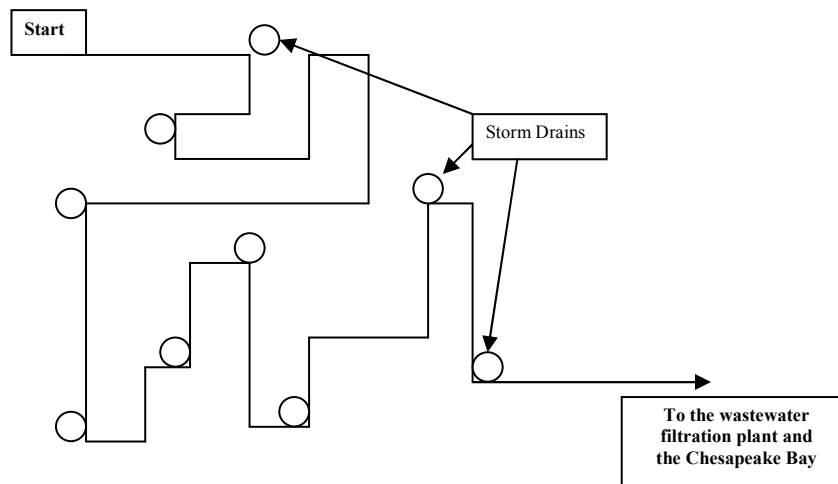 Start
Storm Drains
To the wastewater
filtration plant and
the Chesapeake Bay